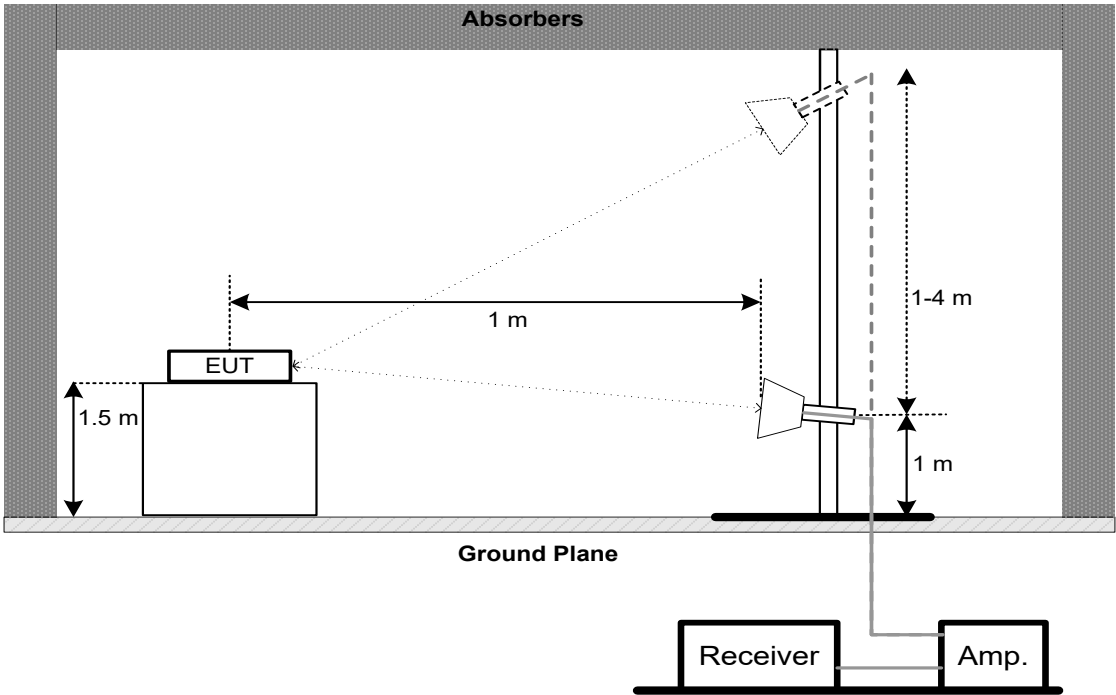 Absorbers
1-4 m
1 m
EUT
1.5 m
1 m
Ground Plane
Receiver
Amp.